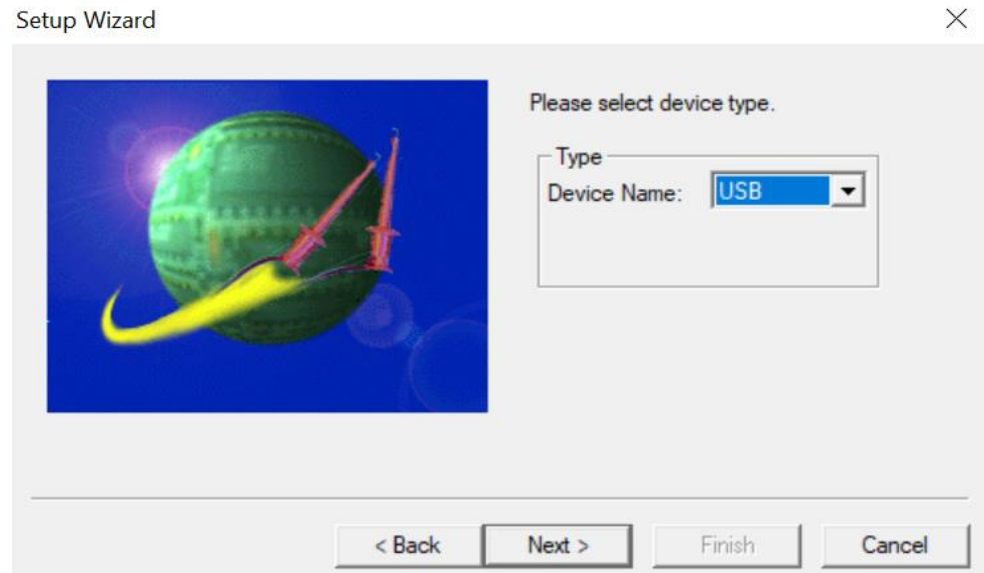 Setup Wizard
Please select device type.
Type
Device Name: USB
< Back Next > Finish Cancel